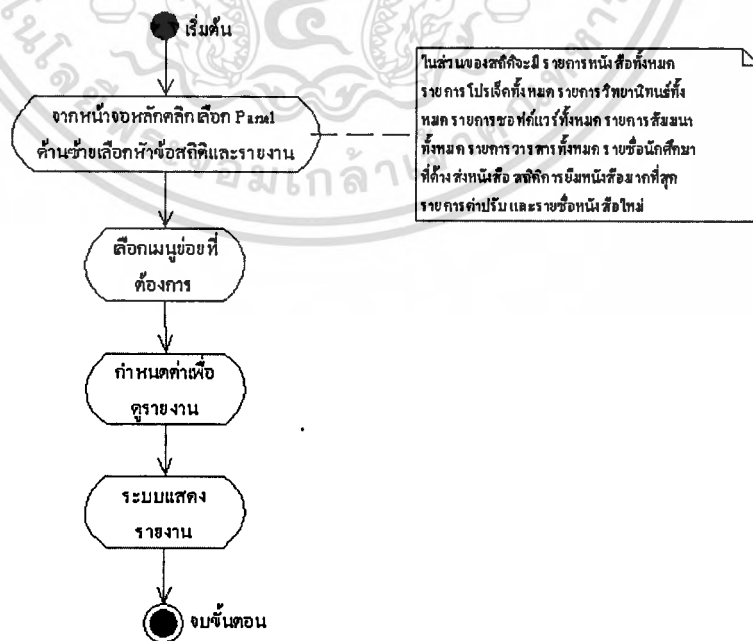 เริ่มต้น
จากหน้าจอหลักคลิกเลือก Panel
ด้านซ้ายเลือกหัวข้อสถิติและรายงาน
ในส่วนของสถิติจะมี รายการหนังสือทั้งหมด
รายการโปรเจ็คทั้งหมด รายการวิทยานิพนธ์ทั้ง
หมด รายการซอฟต์แวร์ทั้งหมด รายการสัมมนา
ทั้งหมด รายการวารสารทั้งหมด รายชื่อนักศึกษา
ที่ค้างส่งหนังสือ สถิติการยืมหนังสือมากที่สุด
รายการค่าปรับ และรายชื่อหนังสือใหม่
เลือกเมนูย่อยที่
ต้องการ
กำหนดค่าเพื่อ
ดูรายงาน
ระบบแสดง
รายงาน
จบขั้นตอน